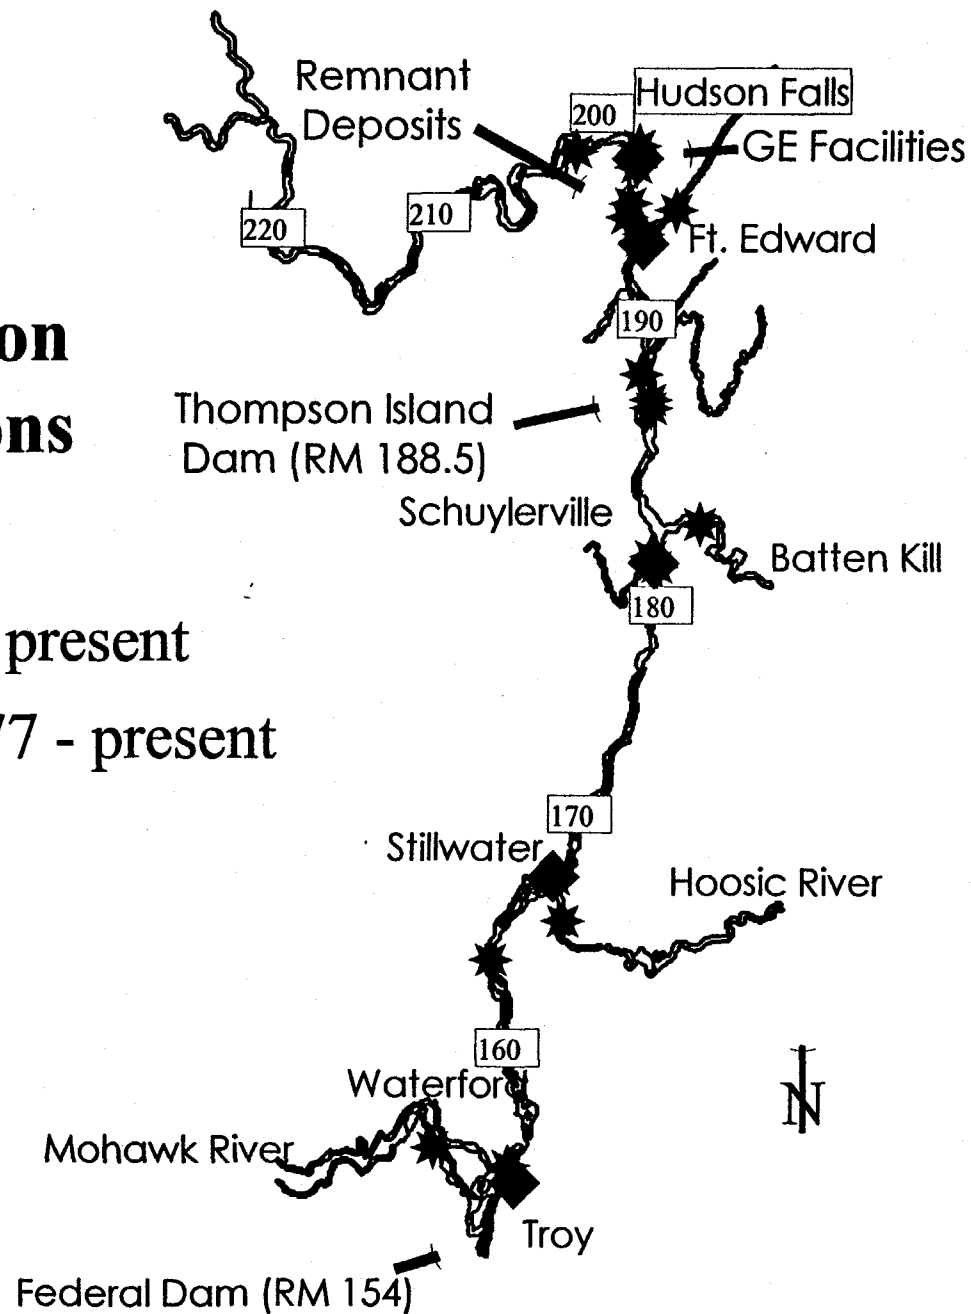 Remnant
Deposits
200
Hudson Falls
GE Facilities
220
210
Ft. Edward
190
on
ons
Thompson Island
Dam (RM 188.5)
Schuylerville
Batten Kill
180
present
77 - present
170
Stillwater
Hoosic River
160
Waterford
N
Mohawk River
Troy
Federal Dam (RM 154)